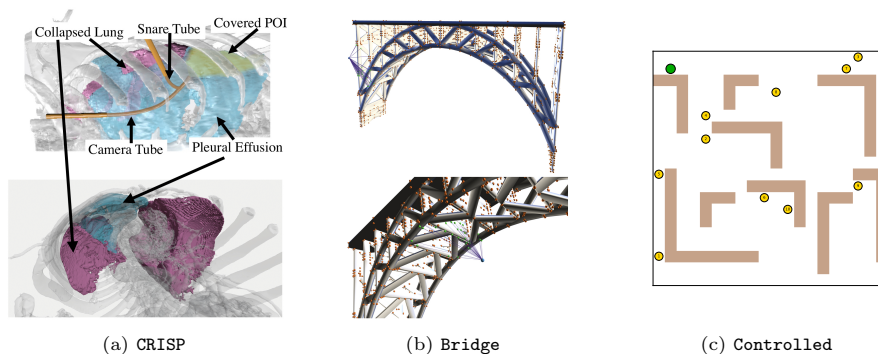 Covered POI
Snare Tube
Collapsed Lung
Camera Tube
Pleural Effusion
(a) CRISP
(b) Bridge
(c) Controlled